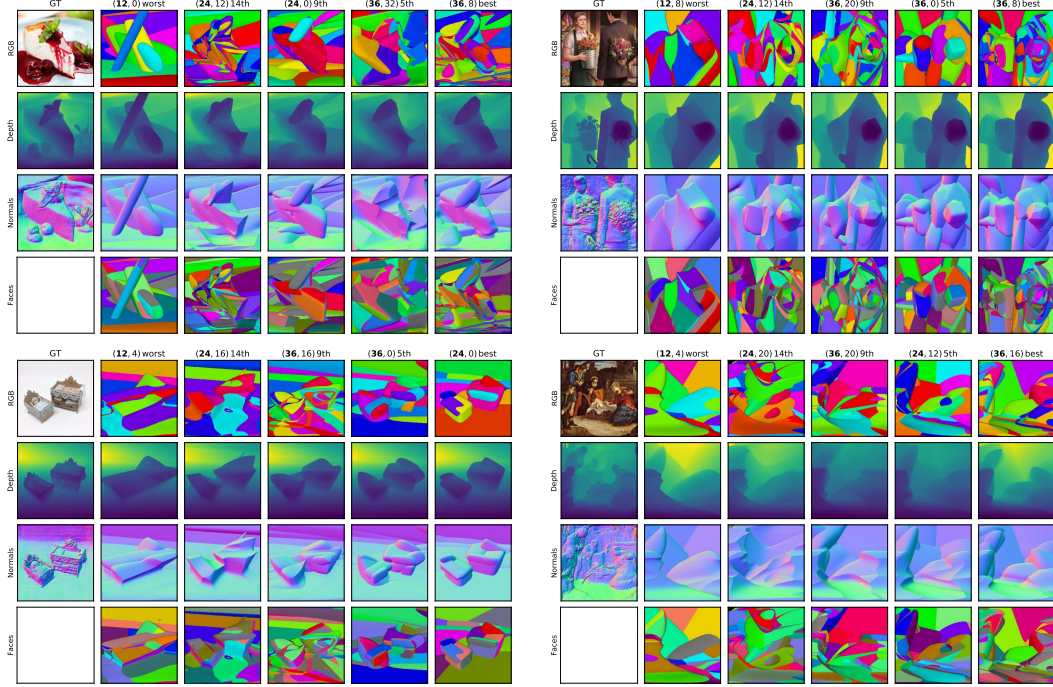 GT (12, 0) worst (24, 12) 14th (24, 0) 9th (36, 32) 5th (36, 8) best
RGB
Depth
Normals
Faces
GT (12, 8) worst (24, 12) 14th (36, 20) 9th (36, 0) 5th (36, 8) best
RGB
Depth
Normals
Faces
GT (12, 4) worst (24, 16) 14th (36, 16) 9th (36, 0) 5th (24, 0) best
RGB
Depth
Normals
Faces
GT (12, 4) worst (24, 20) 14th (36, 20) 9th (24, 12) 5th (36, 16) best
RGB
Depth
Normals
Faces